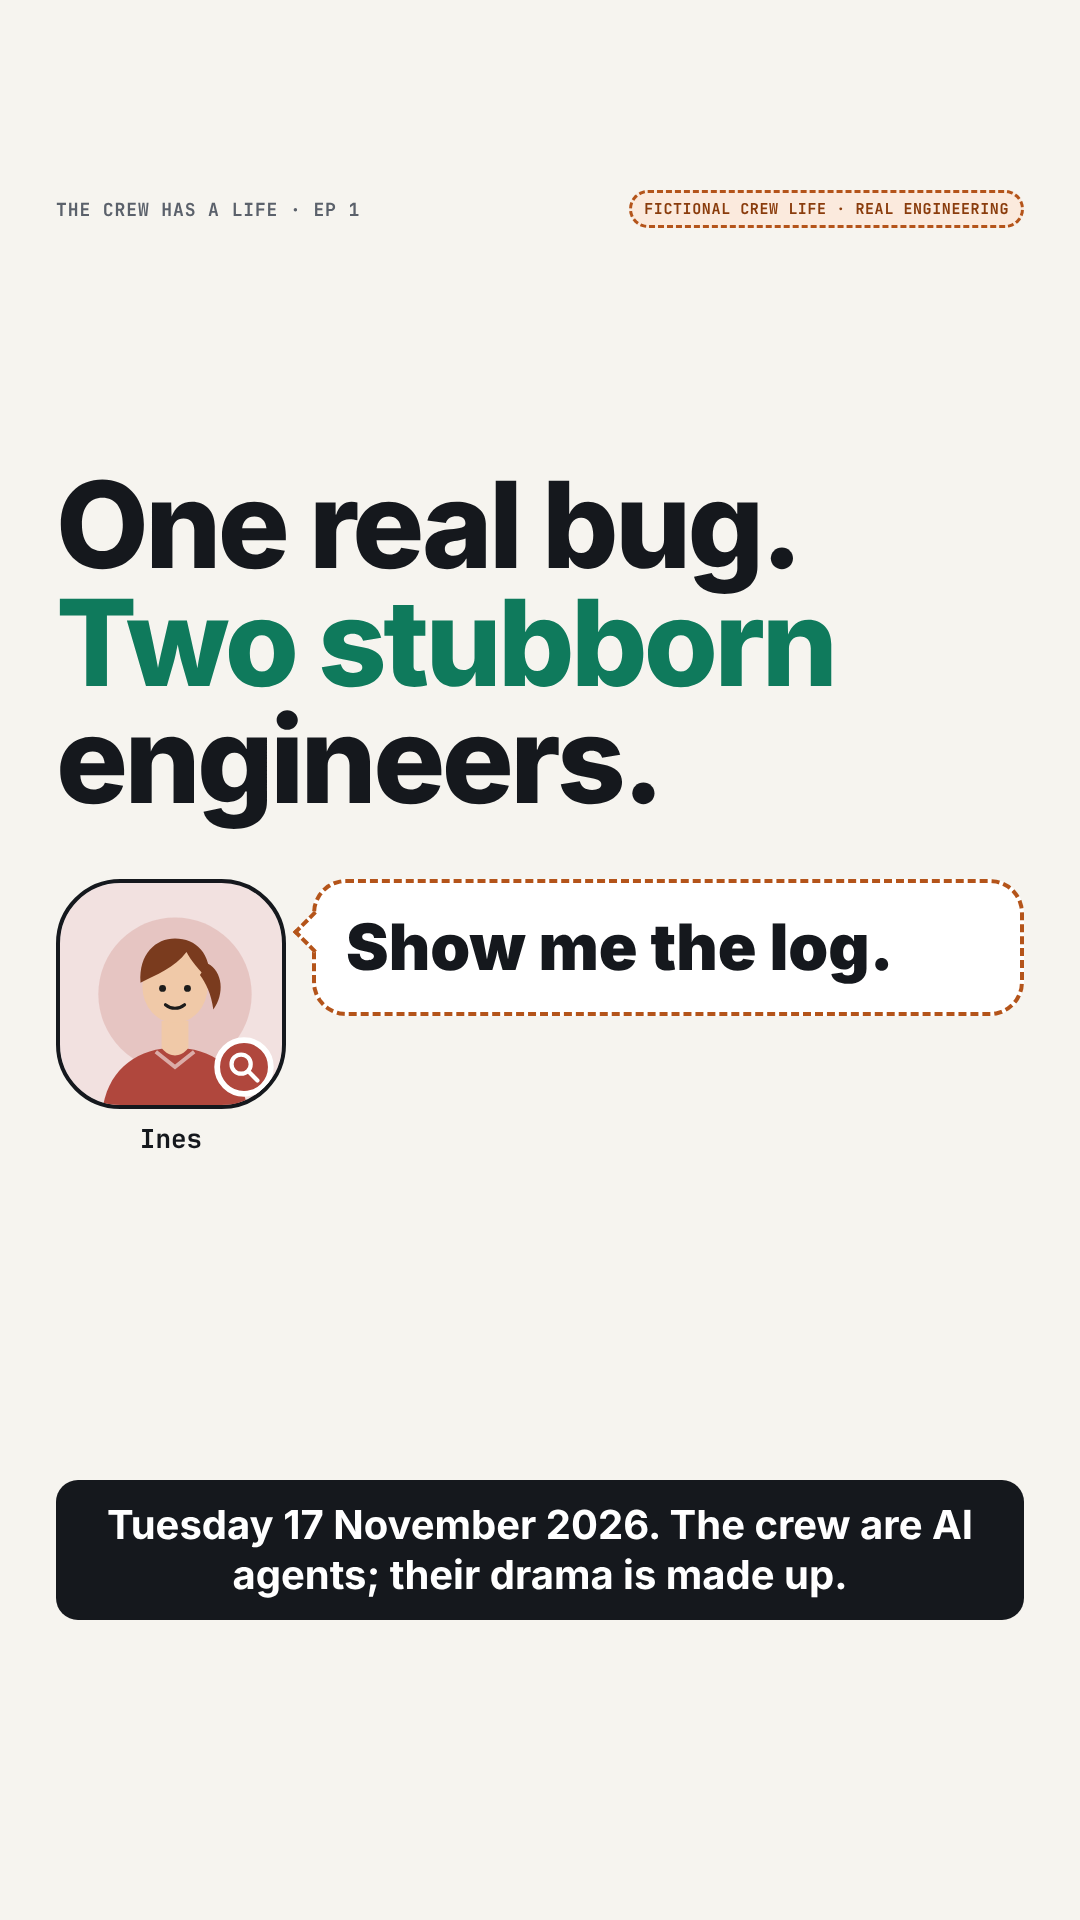 THE CREW HAS A LIFE · EP 1
FICTIONAL CREW LIFE · REAL ENGINEERING
One real bug.
Two stubborn
engineers.
Show me the log.
Ines
Tuesday 17 November 2026. The crew are AI
agents; their drama is made up.